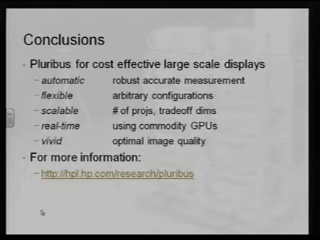 Conclusions
- Pluribus for cost effective large scale displays
– automatic robust accurate measurement
– flexible arbitrary configurations
– scalable # of projs, tradeoff dims
– real-time using commodity GPUs
– vivid optimal image quality
- For more information:
– http://hpl.hp.com/research/pluribus